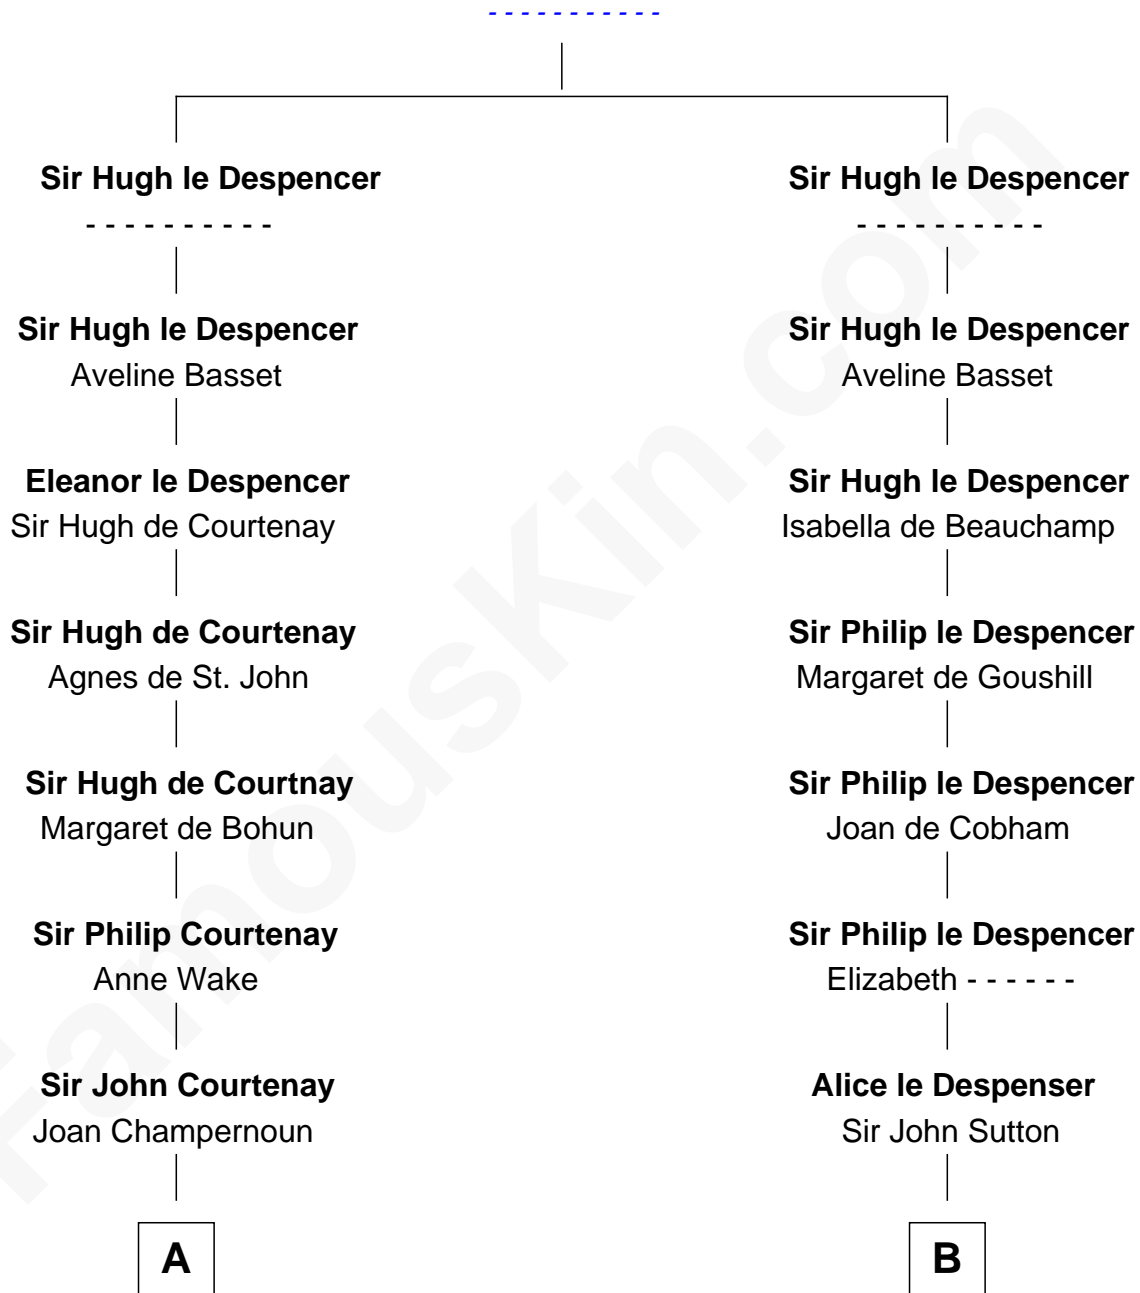 - - - - - - - - - - -
Sir Hugh le Despencer
- - - - - - - - - -
Sir Hugh le Despencer
Aveline Basset
Eleanor le Despencer
Sir Hugh de Courtenay
Sir Hugh de Courtenay
Agnes de St. John
Sir Hugh de Courtnay
Margaret de Bohun
Sir Philip Courtenay
Anne Wake
Sir John Courtenay
Joan Champernoun
A
Sir Hugh le Despencer
- - - - - - - - - -
Sir Hugh le Despencer
Aveline Basset
Sir Hugh le Despencer
Isabella de Beauchamp
Sir Philip le Despencer
Margaret de Goushill
Sir Philip le Despencer
Joan de Cobham
Sir Philip le Despencer
Elizabeth - - - - - -
Alice le Despenser
Sir John Sutton
B
FamousKin.com